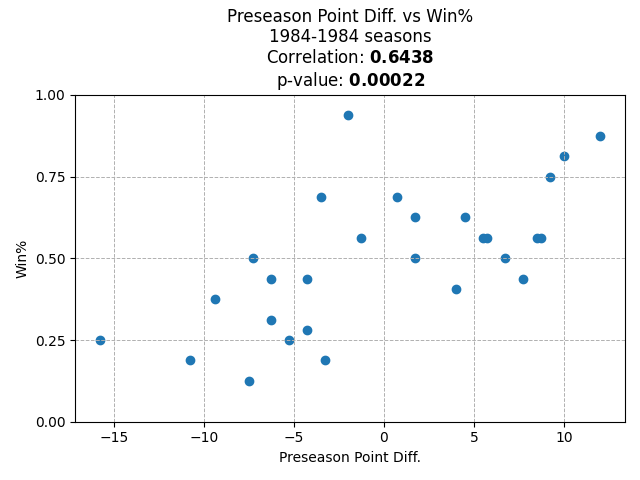 Preseason Point Diff. vs Win%
1984-1984 seasons
Correlation: 0.6438
p-value: 0.00022
1.00
0.75
0.50
0.25
0.00
Win%
−15
−10
−5
0
5
10
Preseason Point Diff.